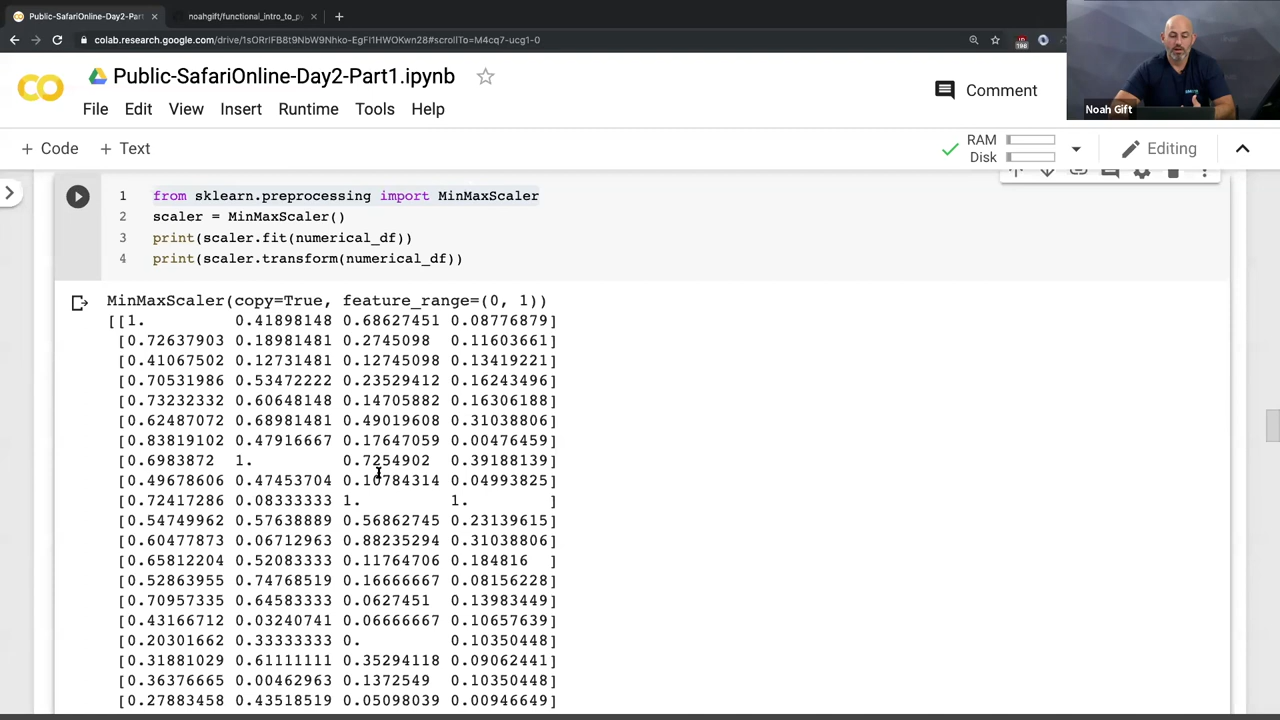 Public-SafariOnline-Day2-Part
noahgift/functional_intro_to_py
colab.research.google.com/drive/1sORrIFB8t9NbW9Nhko-EgFI1HWOKwn28#scrollTo=M4cq7-ucg1-0
Noah Gift
Public-SafariOnline-Day2-Part1.ipynb
File Edit View Insert Runtime Tools Help
Comment
+ Code + Text
RAM
Disk
Editing
1 from sklearn.preprocessing import MinMaxScaler
2 scaler = MinMaxScaler()
3 print(scaler.fit(numerical_df))
4 print(scaler.transform(numerical_df))
MinMaxScaler(copy=True, feature_range=(0, 1))
[[1. 0.41898148 0.68627451 0.08776879]
[0.72637903 0.18981481 0.2745098 0.11603661]
[0.41067502 0.12731481 0.12745098 0.13419221]
[0.70531986 0.53472222 0.23529412 0.16243496]
[0.73232332 0.60648148 0.14705882 0.16306188]
[0.62487072 0.68981481 0.49019608 0.31038806]
[0.83819102 0.47916667 0.17647059 0.00476459]
[0.6983872 1. 0.7254902 0.39188139]
[0.49678606 0.47453704 0.10784314 0.04993825]
[0.72417286 0.08333333 1. 1. ]
[0.54749962 0.57638889 0.56862745 0.23139615]
[0.60477873 0.06712963 0.88235294 0.31038806]
[0.65812204 0.52083333 0.11764706 0.184816 ]
[0.52863955 0.74768519 0.16666667 0.08156228]
[0.70957335 0.64583333 0.0627451 0.13983449]
[0.43166712 0.03240741 0.06666667 0.10657639]
[0.20301662 0.33333333 0. 0.10350448]
[0.31881029 0.61111111 0.35294118 0.09062441]
[0.36376665 0.00462963 0.1372549 0.10350448]
[0.27883458 0.43518519 0.05098039 0.00946649]